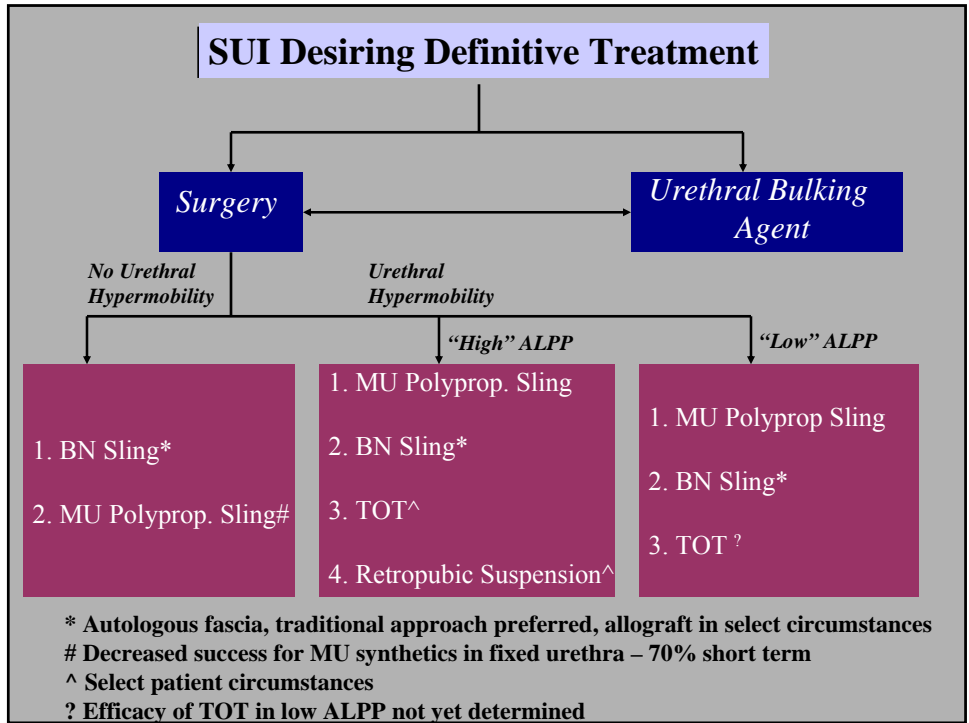 SUI Desiring Definitive Treatment
Surgery
Urethral Bulking
Agent
No Urethral
Hypermobility
Urethral
Hypermobility
“High” ALPP
“Low” ALPP
1. BN Sling*
2. MU Polyprop. Sling#
1. MU Polyprop. Sling
2. BN Sling*
3. TOT^
4. Retropubic Suspension^
1. MU Polyprop Sling
2. BN Sling*
3. TOT ?
* Autologous fascia, traditional approach preferred, allograft in select circumstances
# Decreased success for MU synthetics in fixed urethra – 70% short term
^ Select patient circumstances
? Efficacy of TOT in low ALPP not yet determined